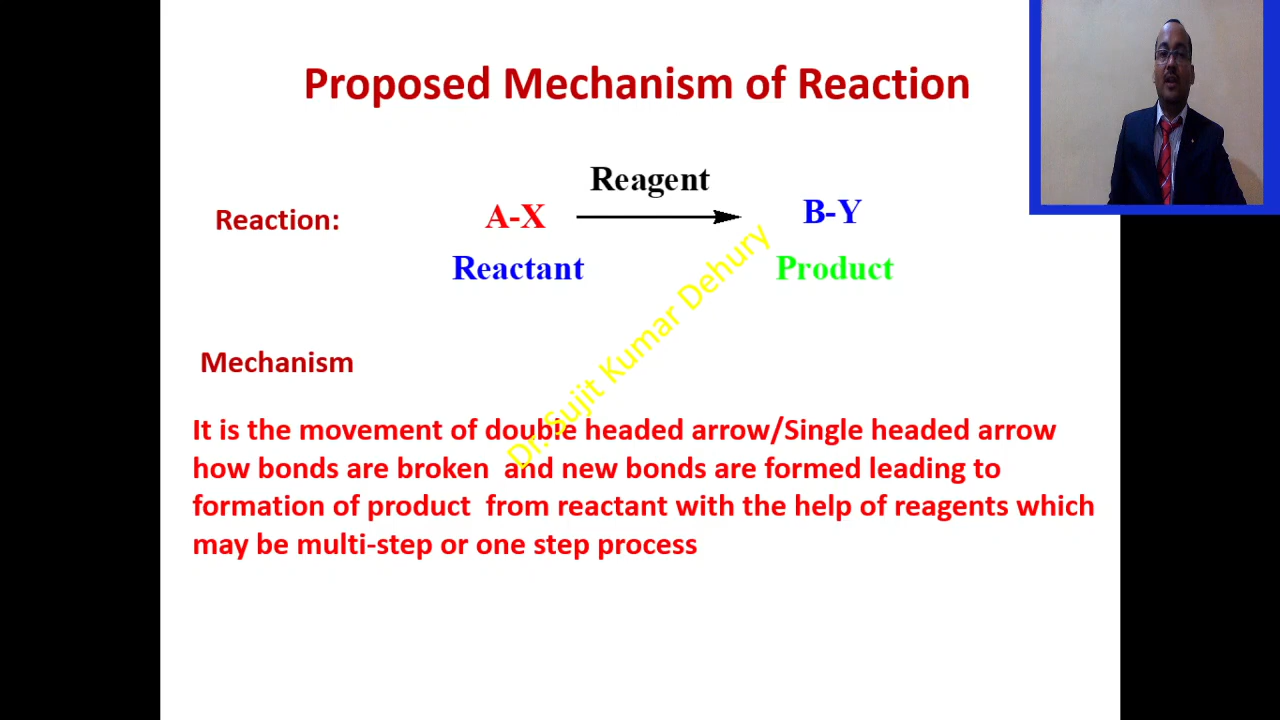 Proposed Mechanism of Reaction
Reagent
Reaction:
A-X
B-Y
Reactant
Product
Dr. Sujit Kumar Dehury
Mechanism
It is the movement of double headed arrow/Single headed arrow
how bonds are broken and new bonds are formed leading to
formation of product from reactant with the help of reagents which
may be multi-step or one step process